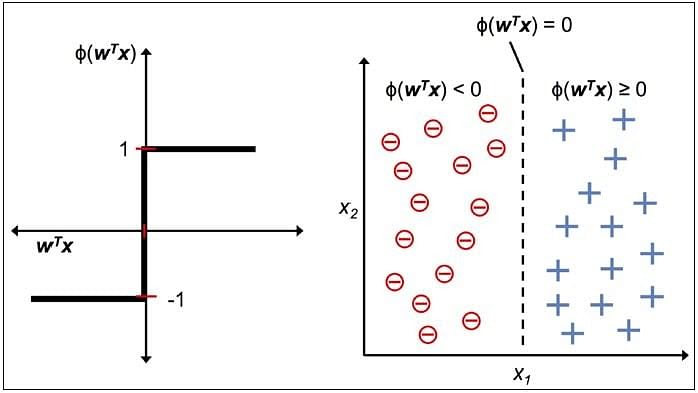 ϕ(wᵀx)
1
wᵀx
-1
ϕ(wᵀx) = 0
ϕ(wᵀx) < 0
ϕ(wᵀx) ≥ 0
x₂
x₁